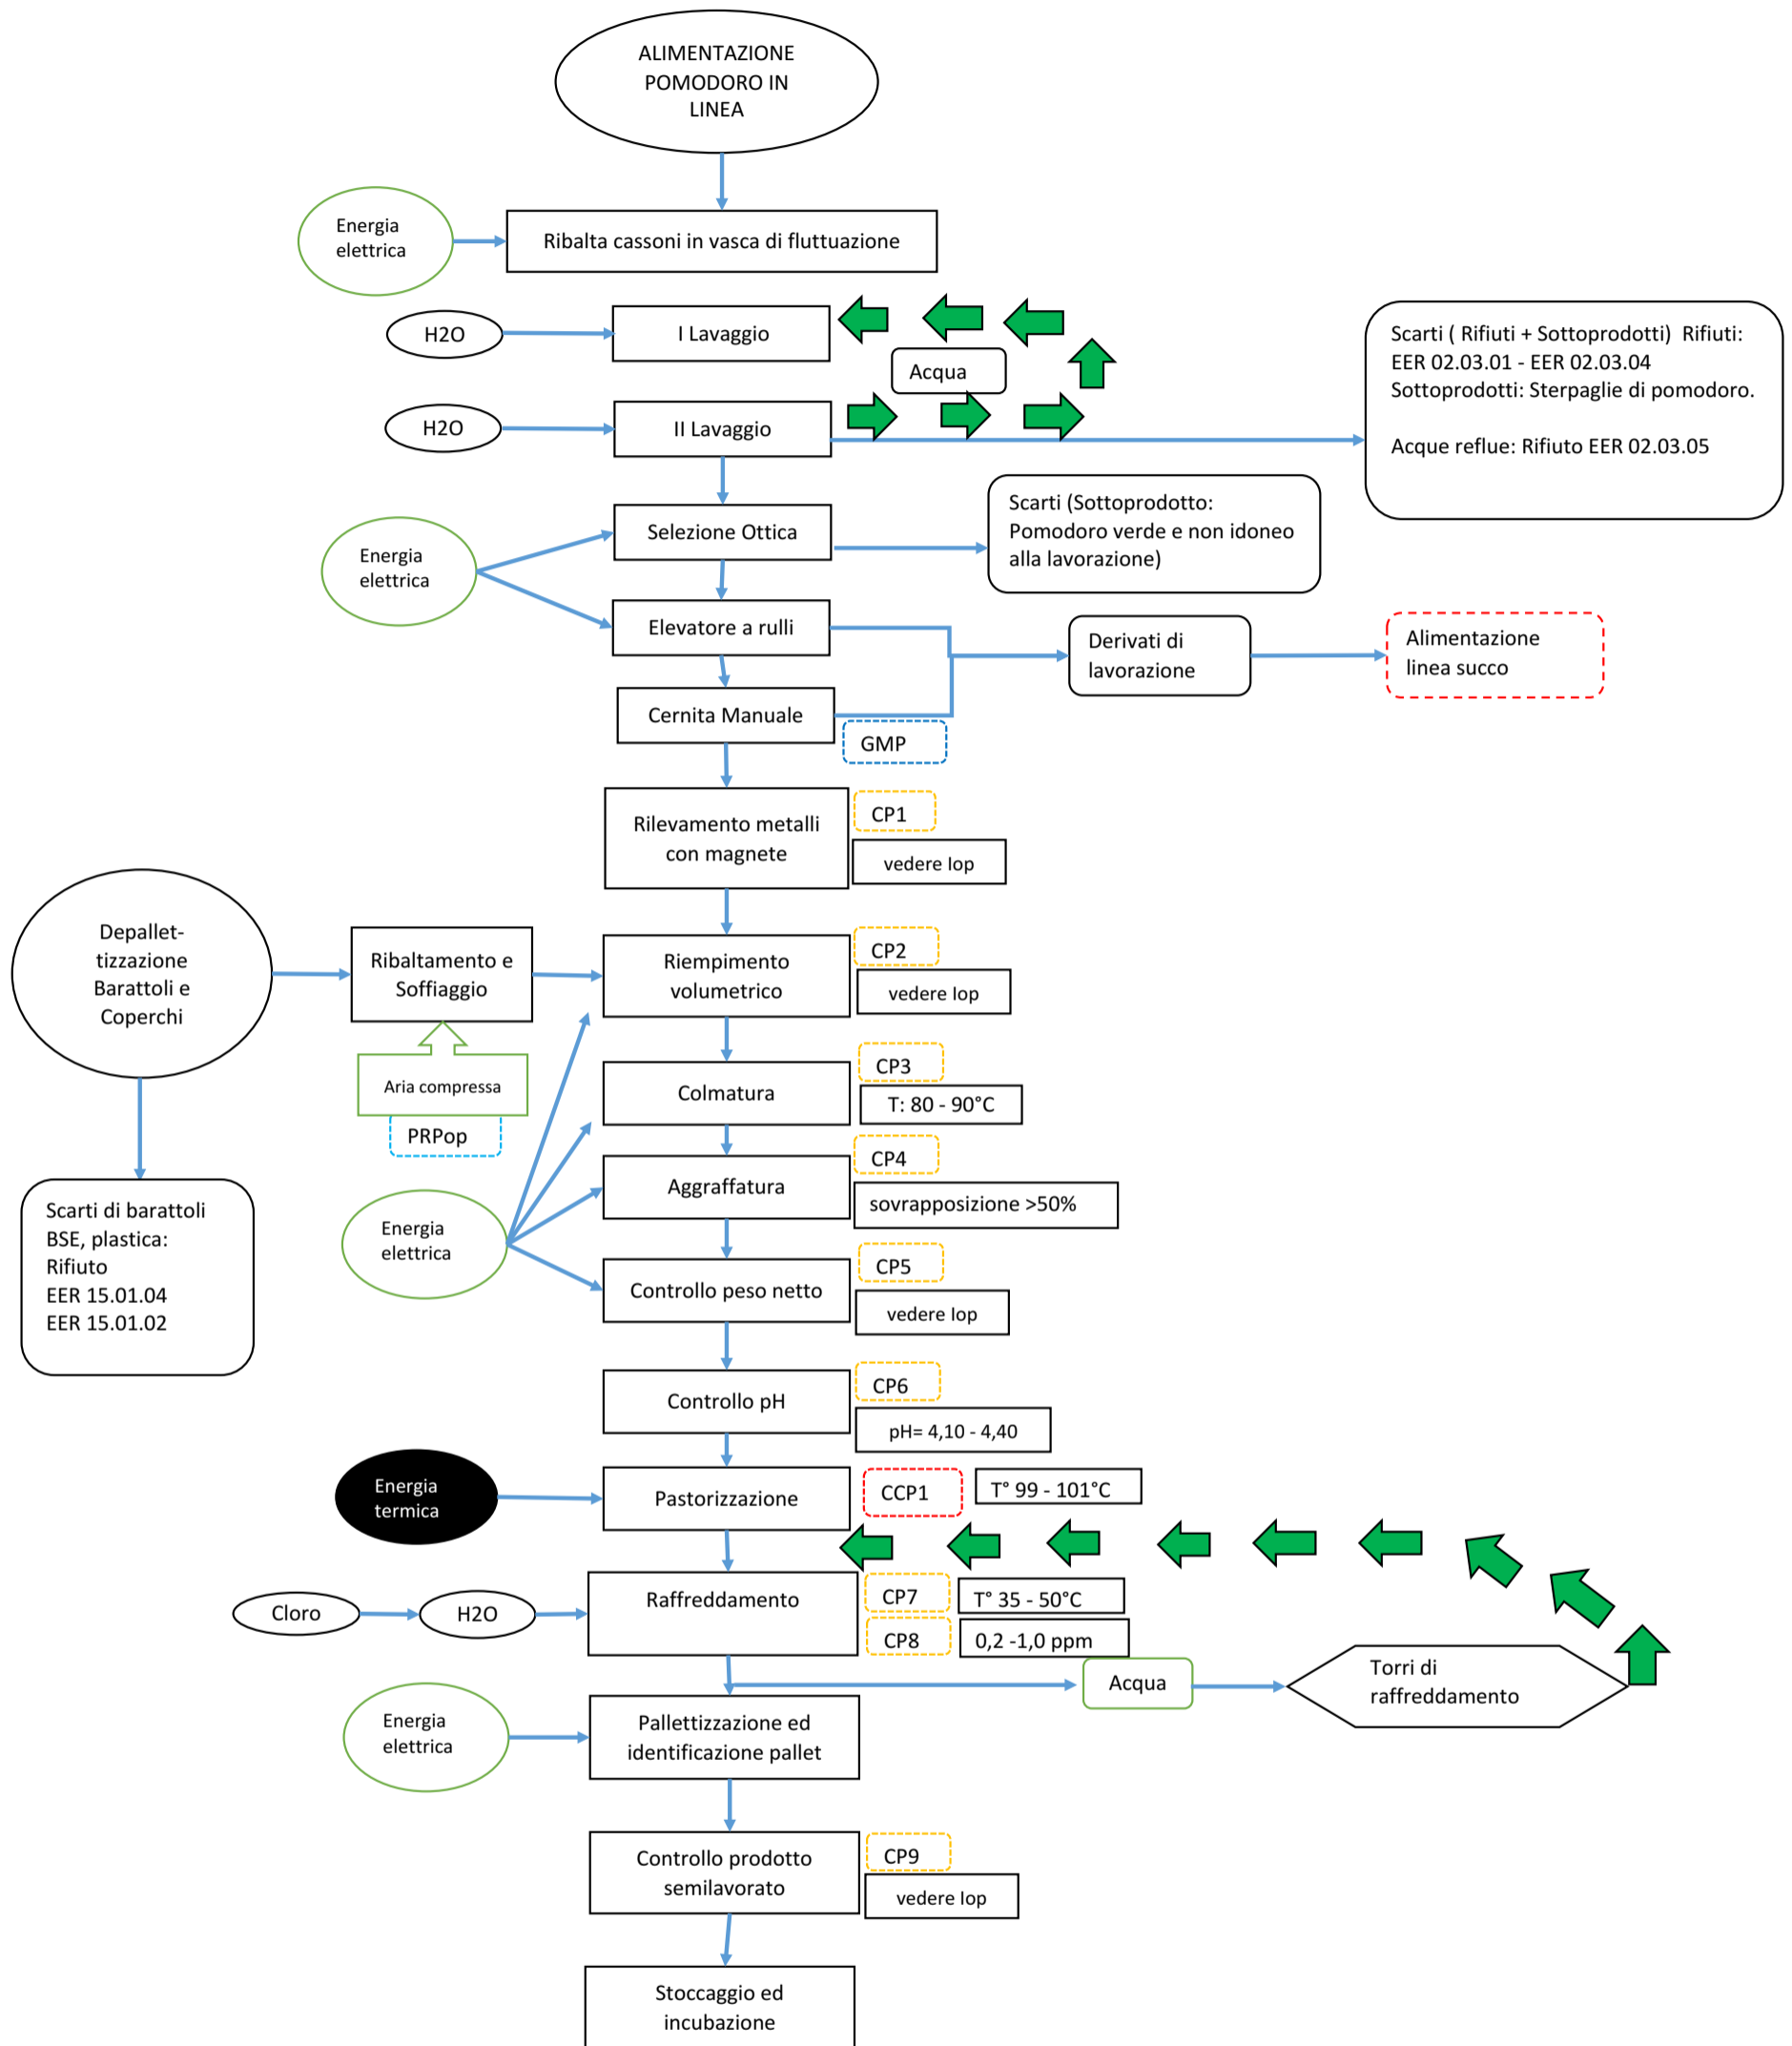 ALIMENTAZIONE
POMODORO IN
LINEA
Energia
elettrica
Ribalta cassoni in vasca di fluttuazione
H2O
I Lavaggio
Acqua
H2O
II Lavaggio
Scarti ( Rifiuti + Sottoprodotti)  Rifiuti:
EER 02.03.01 - EER 02.03.04
Sottoprodotti: Sterpaglie di pomodoro.
Acque reflue: Rifiuto EER 02.03.05
Energia
elettrica
Selezione Ottica
Scarti (Sottoprodotto:
Pomodoro verde e non idoneo
alla lavorazione)
Elevatore a rulli
Derivati di
lavorazione
Alimentazione
linea succo
Cernita Manuale
GMP
Rilevamento metalli
con magnete
CP1
vedere Iop
Depallet-
tizzazione
Barattoli e
Coperchi
Ribaltamento e
Soffiaggio
Riempimento
volumetrico
CP2
vedere Iop
Aria compressa
PRPop
Colmatura
CP3
T: 80 - 90°C
Aggraffatura
CP4
sovrapposizione >50%
Scarti di barattoli
BSE, plastica:
Rifiuto
EER 15.01.04
EER 15.01.02
Energia
elettrica
Controllo peso netto
CP5
vedere Iop
Controllo pH
CP6
pH= 4,10 - 4,40
Energia
termica
Pastorizzazione
CCP1
T° 99 - 101°C
Cloro
H2O
Raffreddamento
CP7
T° 35 - 50°C
CP8
0,2 -1,0 ppm
Acqua
Torri di
raffreddamento
Energia
elettrica
Pallettizzazione ed
identificazione pallet
Controllo prodotto
semilavorato
CP9
vedere Iop
Stoccaggio ed
incubazione